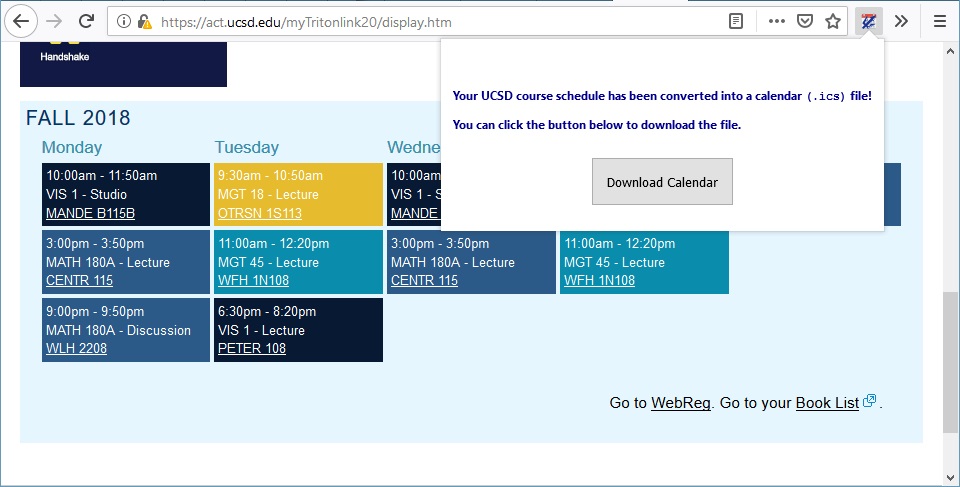 https://act.ucsd.edu/myTritonlink20/display.htm
Handshake
Your UCSD course schedule has been converted into a calendar (.ics) file!
You can click the button below to download the file.
Download Calendar
FALL 2018
Monday
10:00am - 11:50am
VIS 1 - Studio
MANDE B115B
3:00pm - 3:50pm
MATH 180A - Lecture
CENTR 115
9:00pm - 9:50pm
MATH 180A - Discussion
WLH 2208
Tuesday
9:30am - 10:50am
MGT 18 - Lecture
OTRSN 1S113
11:00am - 12:20pm
MGT 45 - Lecture
WFH 1N108
6:30pm - 8:20pm
VIS 1 - Lecture
PETER 108
Wedne
10:00am
VIS 1 - S
MANDE
3:00pm - 3:50pm
MATH 180A - Lecture
CENTR 115
11:00am - 12:20pm
MGT 45 - Lecture
WFH 1N108
Go to WebReg. Go to your Book List .